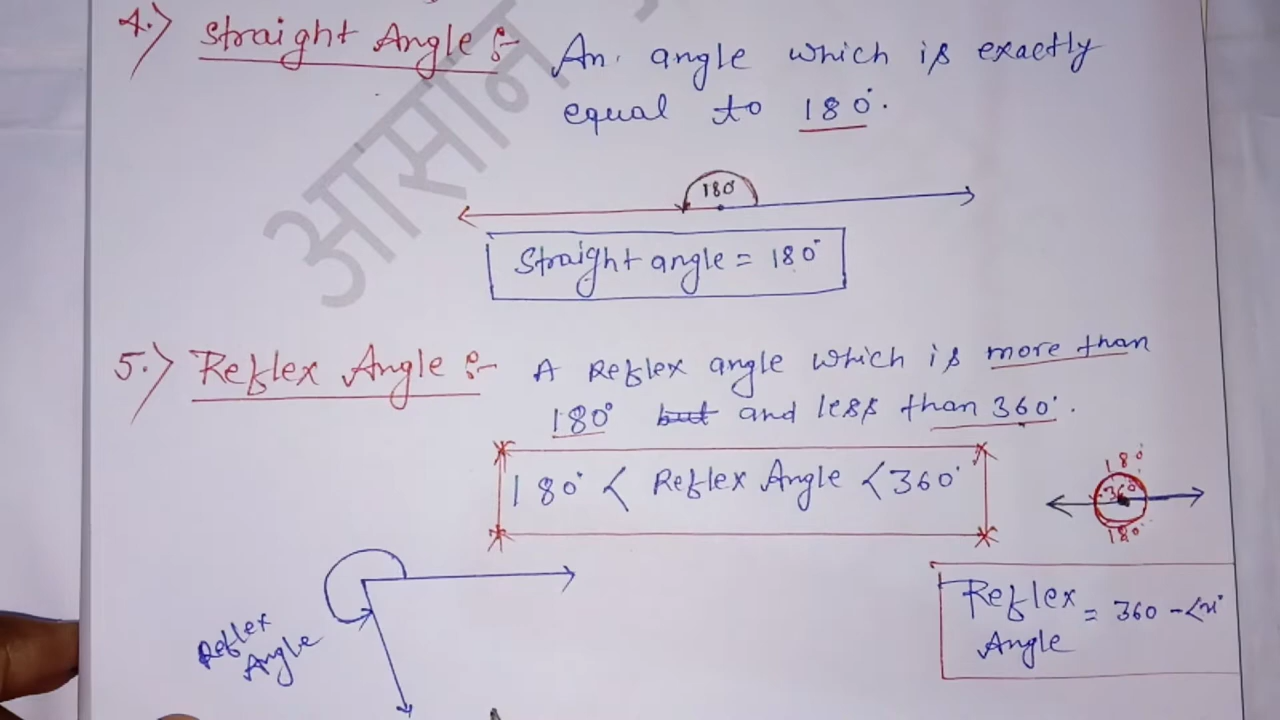 4.) Straight Angle :- An. angle which is exactly
equal to 180°.
180°
Straight angle = 180°
5.) Reflex Angle :- A Reflex angle which is more than
180° but and less than 360°.
180° < Reflex Angle < 360°
180°
360°
180°
Reflex
Angle
Reflex = 360 - <x°
Angle
आसान